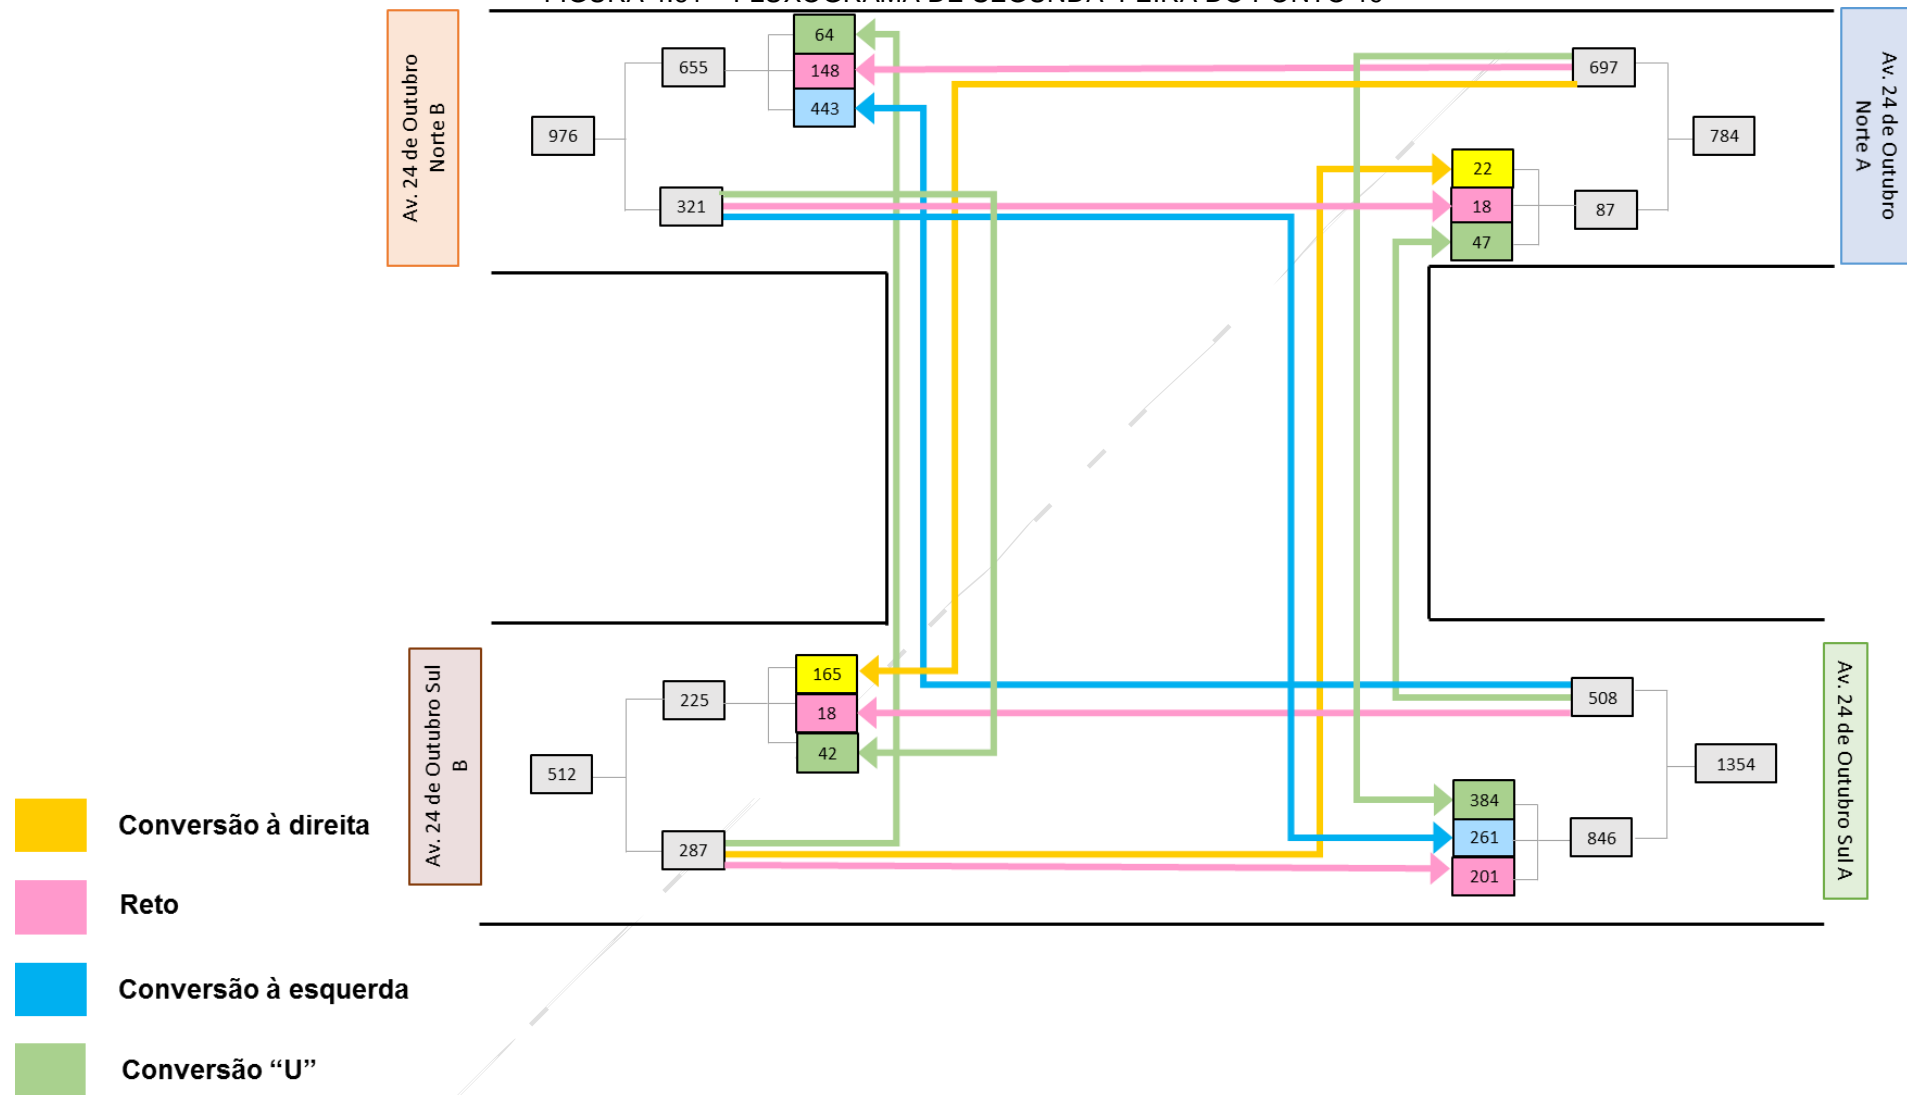 Av. 24 de Outubro
Norte B
976
655
321
64
148
443
697
784
22
18
47
87
Av. 24 de Outubro
Norte A
Av. 24 de Outubro Sul
B
512
225
287
165
18
42
508
1354
384
261
201
846
Av. 24 de Outubro Sul A
Conversão à direita
Reto
Conversão à esquerda
Conversão “U”